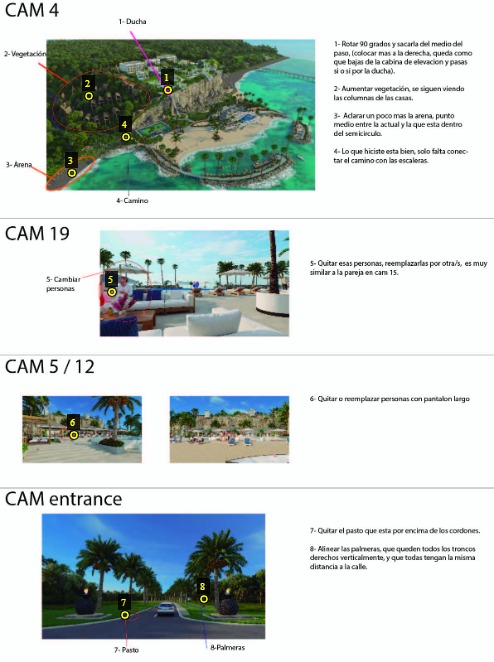 CAM 4
1- Ducha
2- Vegetación
1- Rotar 90 grados y sacarla del medio del
paso, (colocar mas a la derecha, queda como
que bajas de la cabina de elevacion y pasas
si o si por la ducha).
2- Aumentar vegetación, se siguen viendo
las columnas de las casas.
3- Aclarar un poco mas la arena, punto
medio entre la actual y la que esta dentro
del semicirculo.
4- Lo que hiciste esta bien, solo falta conec-
tar el camino con las escaleras.
2
1
4
3
3- Arena
4- Camino
CAM 19
5- Cambiar
personas
5
5- Quitar esas personas, reemplazarlas por otra/s, es muy
similar a la pareja en cam 15.
CAM 5 / 12
6
6- Quitar o reemplazar personas con pantalon largo
CAM entrance
7- Quitar el pasto que esta por encima de los cordones.
8- Alinear las palmeras, que queden todos los troncos
derechos verticalmente, y que todas tengan la misma
distancia a la calle.
7
8
7- Pasto
8-Palmeras